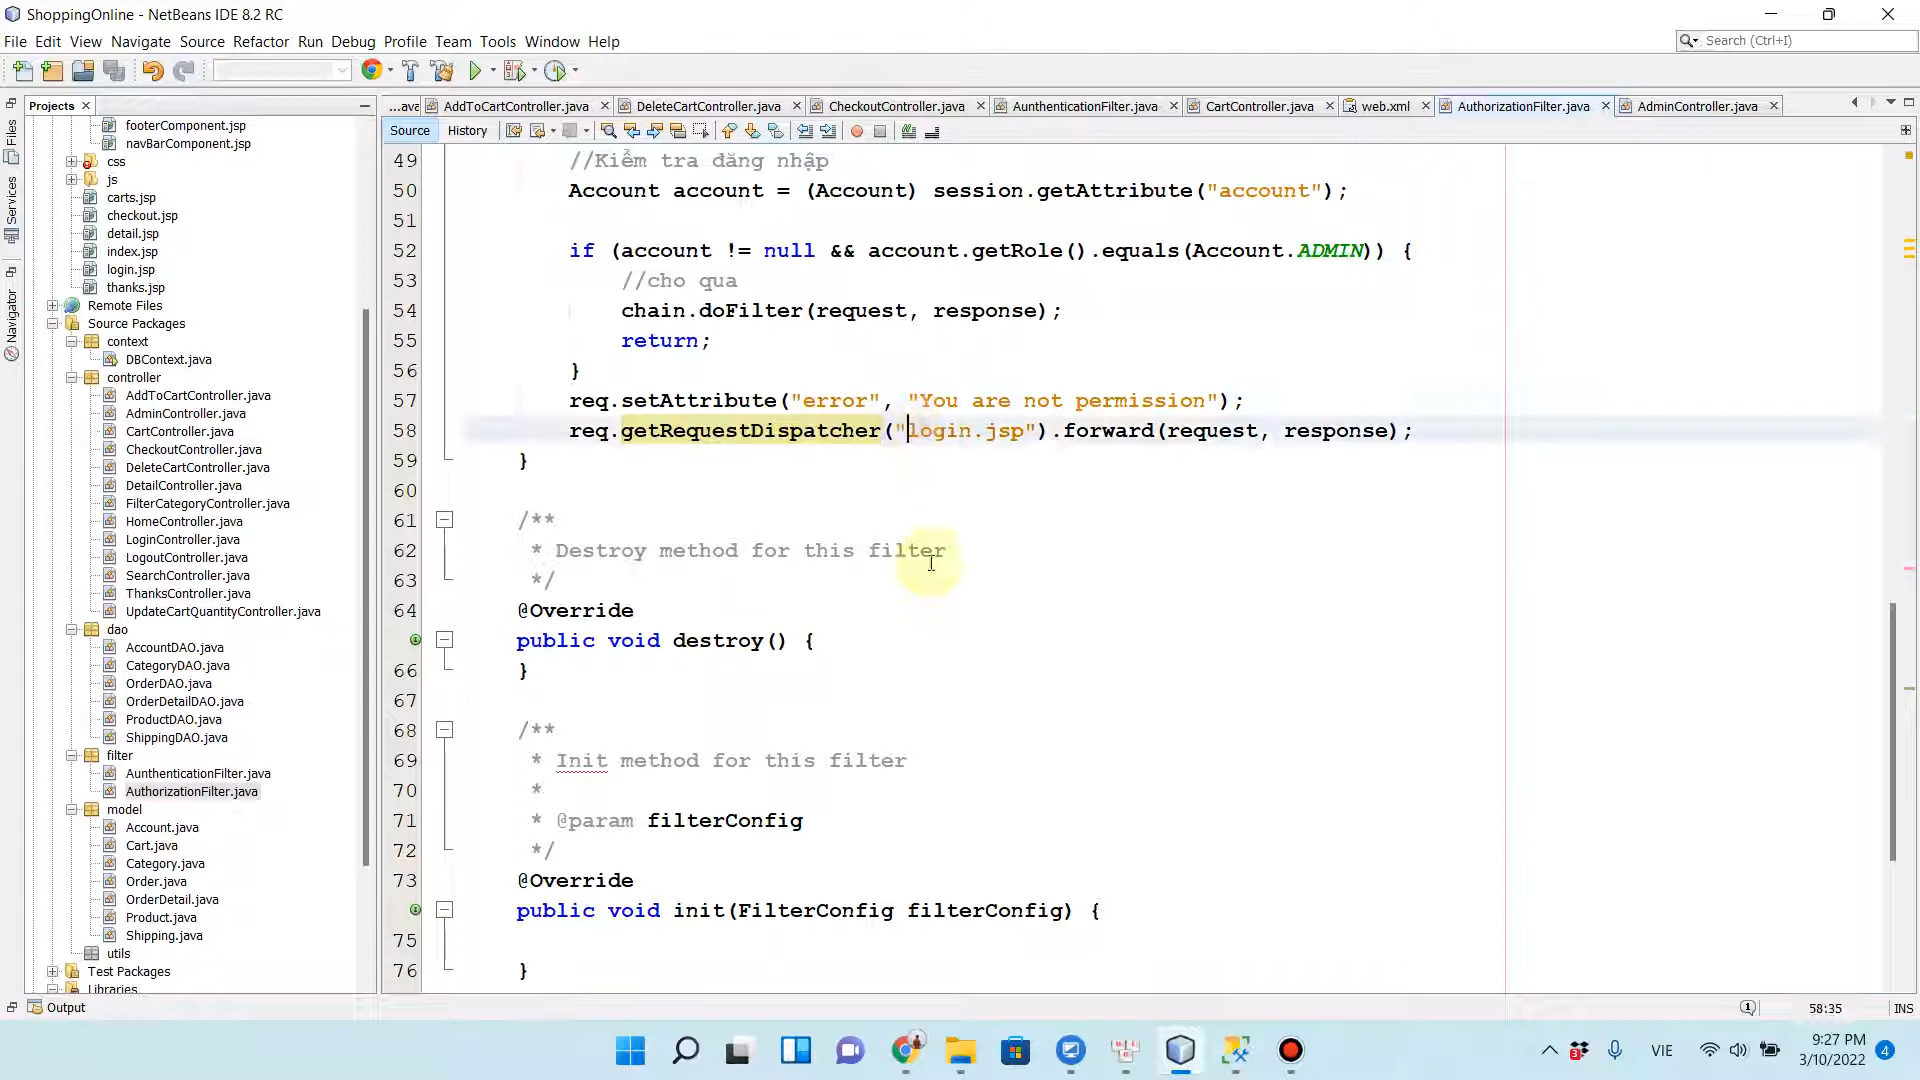 ShoppingOnline - NetBeans IDE 8.2 RC
File Edit View Navigate Source Refactor Run Debug Profile Team Tools Window Help
Search (Ctrl+I)
Projects
...ava AddToCartController.java DeleteCartController.java CheckoutController.java AunthenticationFilter.java CartController.java web.xml AuthorizationFilter.java AdminController.java
Source History
Files
Services
Navigator
footerComponent.jsp
navBarComponent.jsp
css
js
carts.jsp
checkout.jsp
detail.jsp
index.jsp
login.jsp
thanks.jsp
Remote Files
Source Packages
context
DBContext.java
controller
AddToCartController.java
AdminController.java
CartController.java
CheckoutController.java
DeleteCartController.java
DetailController.java
FilterCategoryController.java
HomeController.java
LoginController.java
LogoutController.java
SearchController.java
ThanksController.java
UpdateCartQuantityController.java
dao
AccountDAO.java
CategoryDAO.java
OrderDAO.java
OrderDetailDAO.java
ProductDAO.java
ShippingDAO.java
filter
AunthenticationFilter.java
AuthorizationFilter.java
model
Account.java
Cart.java
Category.java
Order.java
OrderDetail.java
Product.java
Shipping.java
utils
Test Packages
Libraries
49 //Kiểm tra đăng nhập
50 Account account = (Account) session.getAttribute("account");
51
52 if (account != null && account.getRole().equals(Account.ADMIN)) {
53 //cho qua
54 chain.doFilter(request, response);
55 return;
56 }
57 req.setAttribute("error", "You are not permission");
58 req.getRequestDispatcher("login.jsp").forward(request, response);
59 }
60
61 /**
62 * Destroy method for this filter
63 */
64 @Override
public void destroy() {
66 }
67
68 /**
69 * Init method for this filter
70 *
71 * @param filterConfig
72 */
73 @Override
public void init(FilterConfig filterConfig) {
75
76 }
Output
58:35 INS
VIE
9:27 PM
3/10/2022
4
3